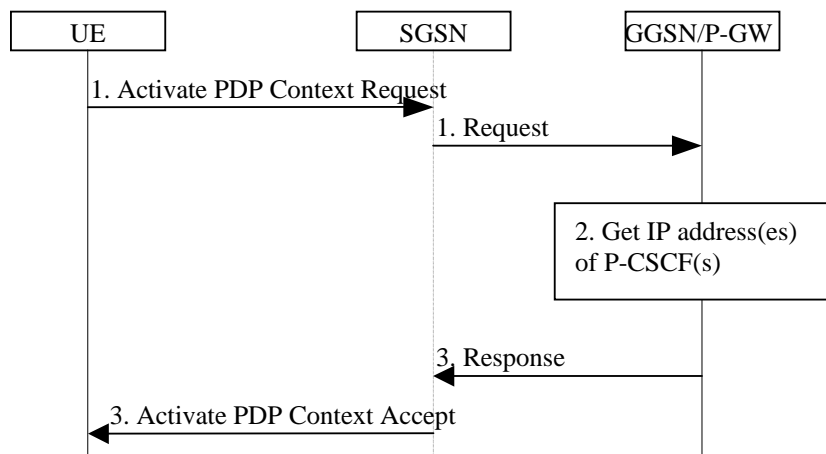 UE
SGSN
GGSN/P-GW
1. Activate PDP Context Request
1. Request
2. Get IP address(es)
of P-CSCF(s)
3. Response
3. Activate PDP Context Accept